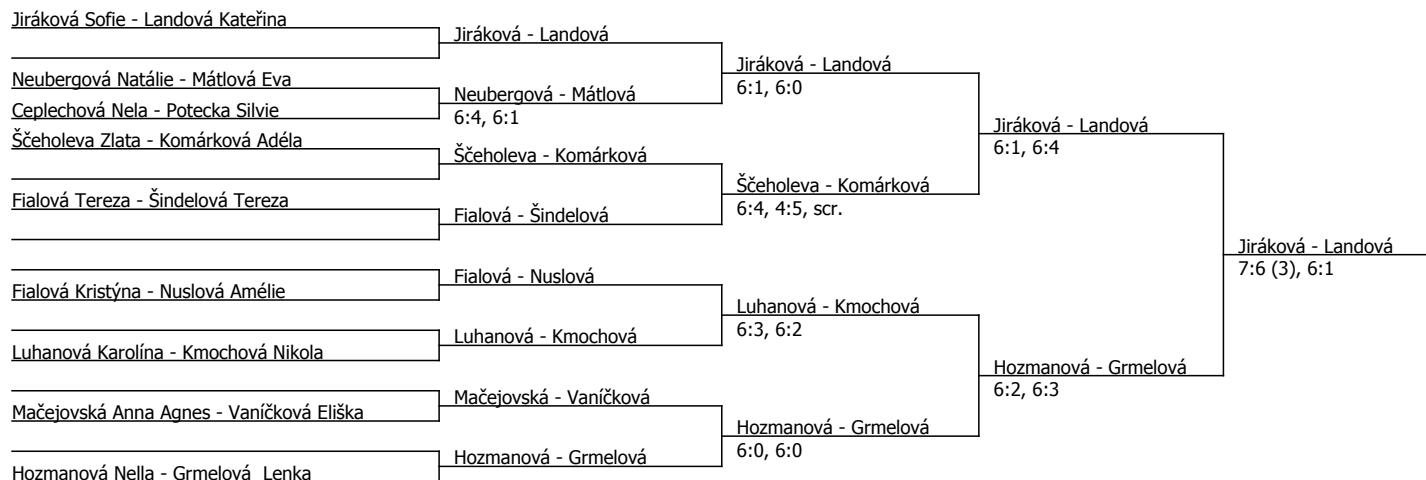 Jiráková Sofie - Landová Kateřina
Neubergová Natálie - Mátlová Eva
Ceplechová Nela - Potecka Silvie
Ščeholeva Zlata - Komárková Adéla
Fialová Tereza - Šindelová Tereza
Fialová Kristýna - Nuslová Amélie
Luhanová Karolína - Kmochová Nikola
Mačejovská Anna Agnes - Vaníčková Eliška
Hozmanová Nella - Grmelová  Lenka
Jiráková - Landová
Neubergová - Mátlová
6:4, 6:1
Ščeholeva - Komárková
Fialová - Šindelová
Fialová - Nuslová
Luhanová - Kmochová
Mačejovská - Vaníčková
Hozmanová - Grmelová
Jiráková - Landová
6:1, 6:0
Ščeholeva - Komárková
6:4, 4:5, scr.
Luhanová - Kmochová
6:3, 6:2
Hozmanová - Grmelová
6:0, 6:0
Jiráková - Landová
6:1, 6:4
Hozmanová - Grmelová
6:2, 6:3
Jiráková - Landová
7:6 (3), 6:1